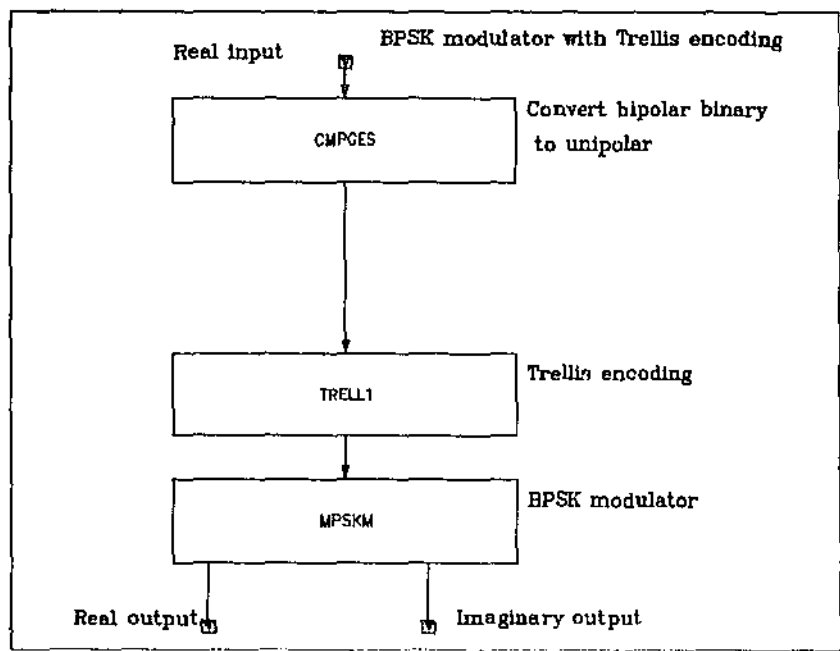 BPSK modulator with Trellis encoding
Real input
CMPGES
Convert bipolar binary
to unipolar
TRELL1
Trellis encoding
MPSKM
BPSK modulator
Real output
Imaginary output